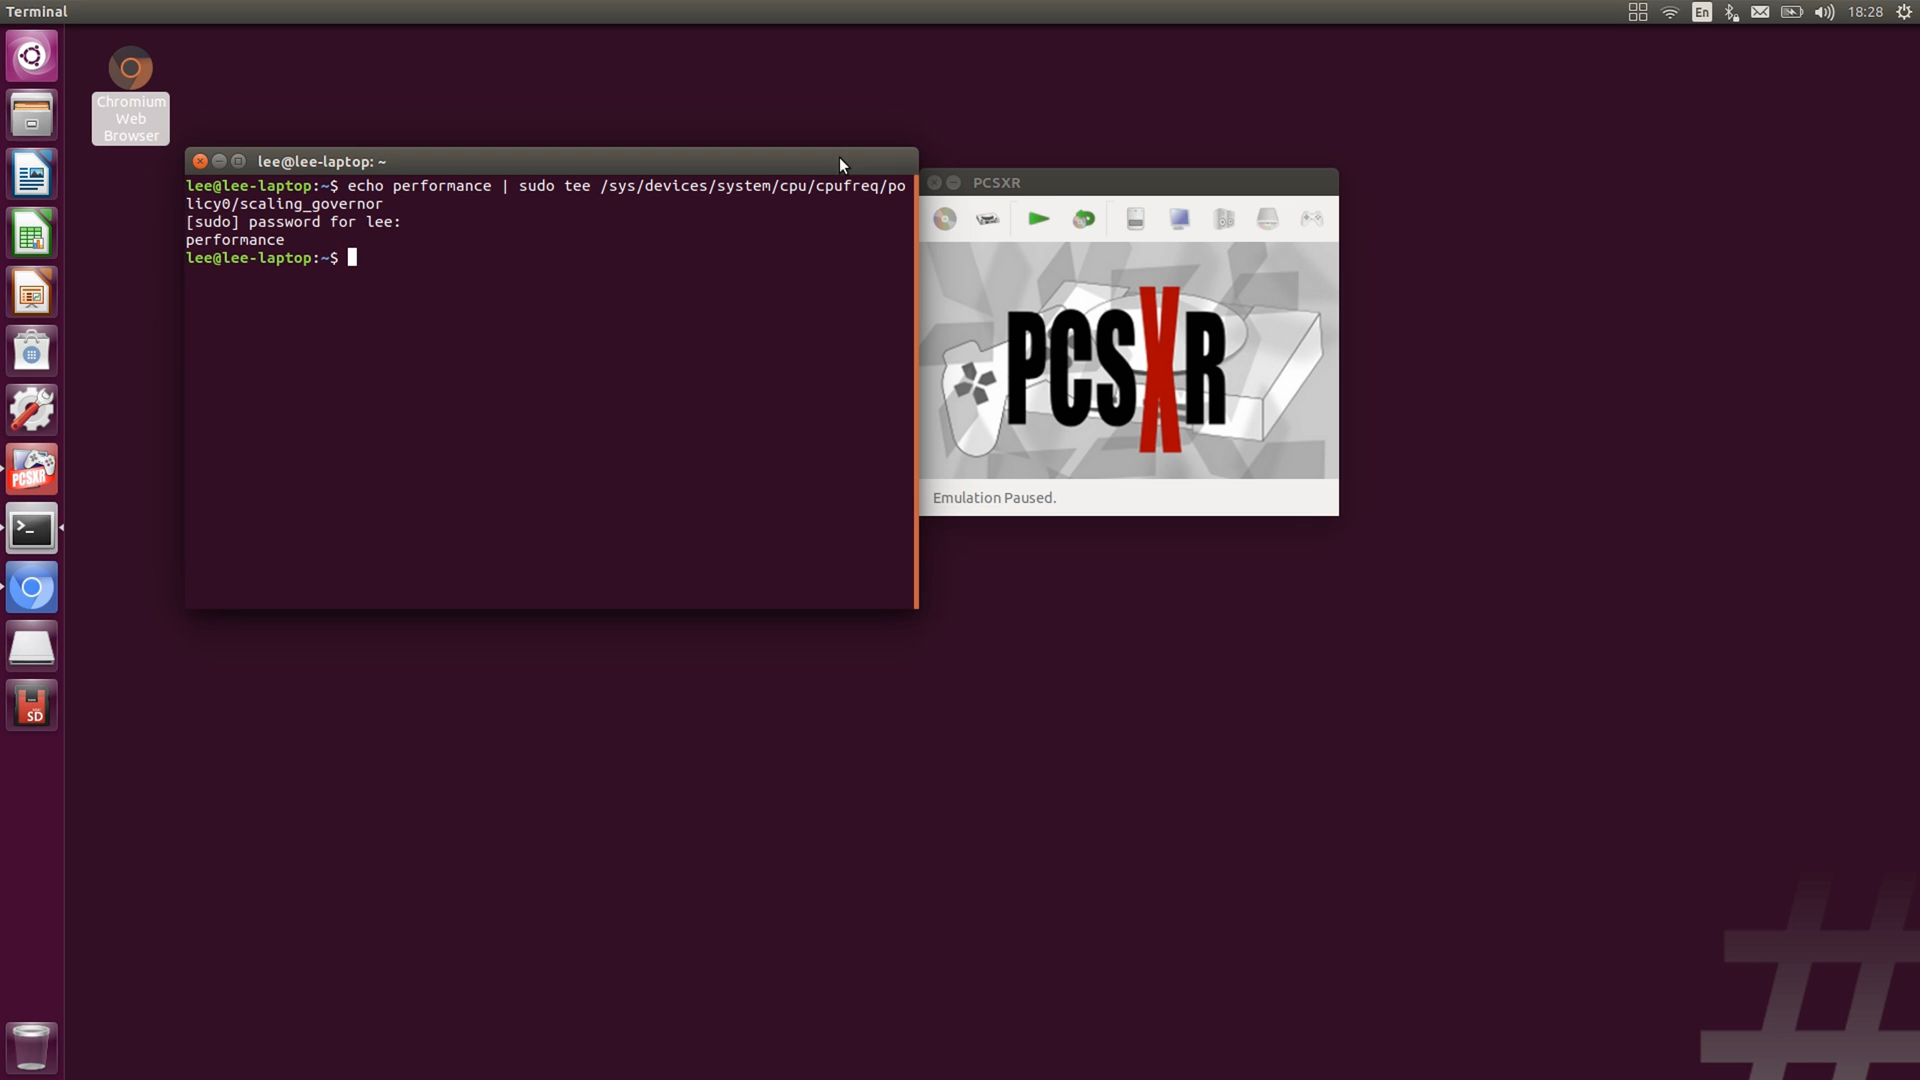 Terminal
En
18:28
Chromium
Web
Browser
lee@lee-laptop: ~
lee@lee-laptop:~$ echo performance | sudo tee /sys/devices/system/cpu/cpufreq/po
licy0/scaling_governor
[sudo] password for lee:
performance
lee@lee-laptop:~$
PCSXR
PCSXR
Emulation Paused.
PCSXR
>_
SD
#